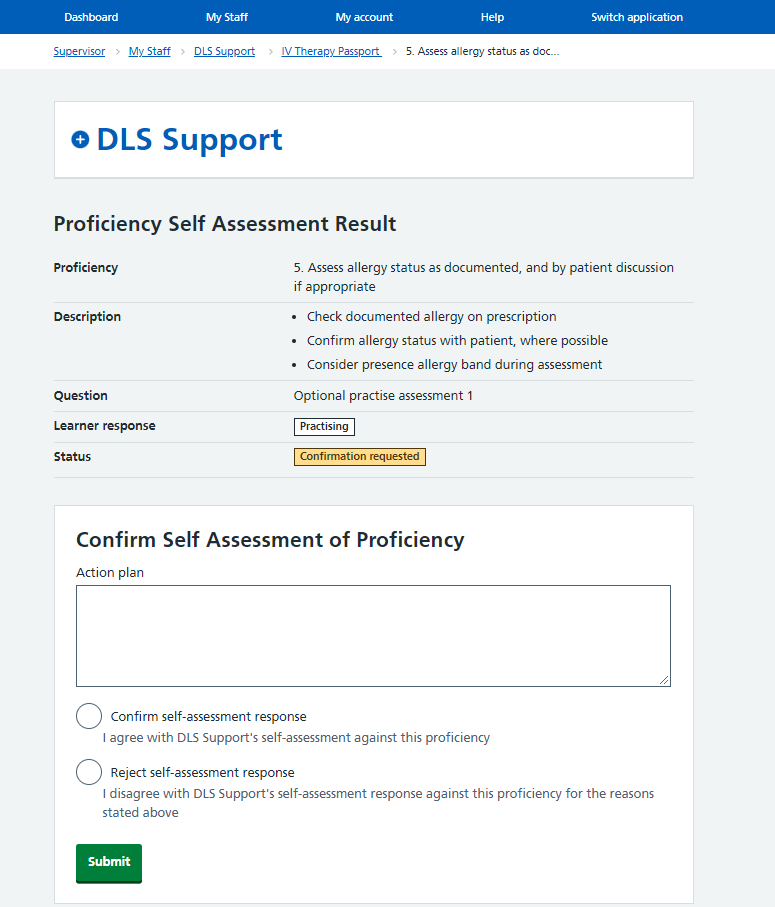 Dashboard My Staff My account Help Switch application
Supervisor My Staff DLS Support IV Therapy Passport 5. Assess allergy status as doc...
DLS Support
Proficiency Self Assessment Result
Proficiency 5. Assess allergy status as documented, and by patient discussion
if appropriate
Description • Check documented allergy on prescription
• Confirm allergy status with patient, where possible
• Consider presence allergy band during assessment
Question Optional practise assessment 1
Learner response Practising
Status Confirmation requested
Confirm Self Assessment of Proficiency
Action plan
Confirm self-assessment response
I agree with DLS Support's self-assessment against this proficiency
Reject self-assessment response
I disagree with DLS Support's self-assessment response against this proficiency for the reasons
stated above
Submit